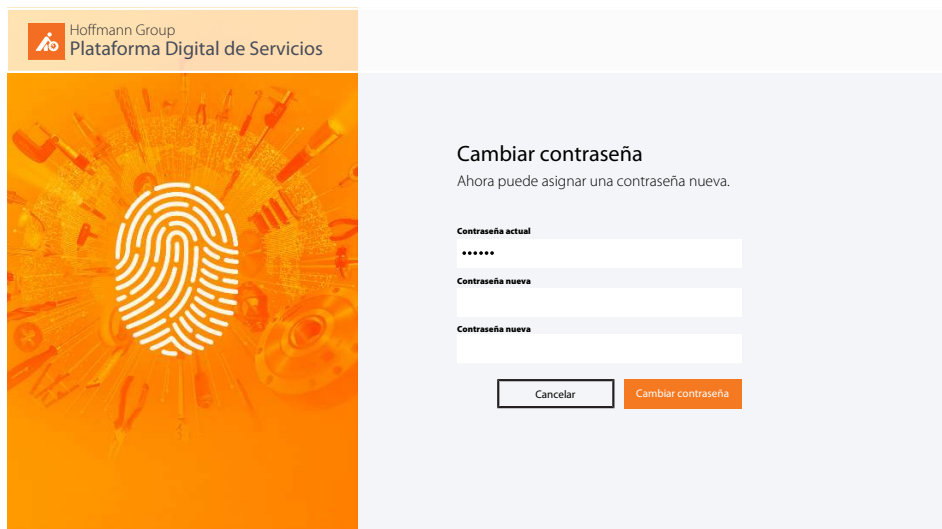 Hoffmann Group
Plataforma Digital de Servicios
Cambiar contraseña
Ahora puede asignar una contraseña nueva.
Contraseña actual
••••••
Contraseña nueva
Contraseña nueva
Cancelar
Cambiar contraseña